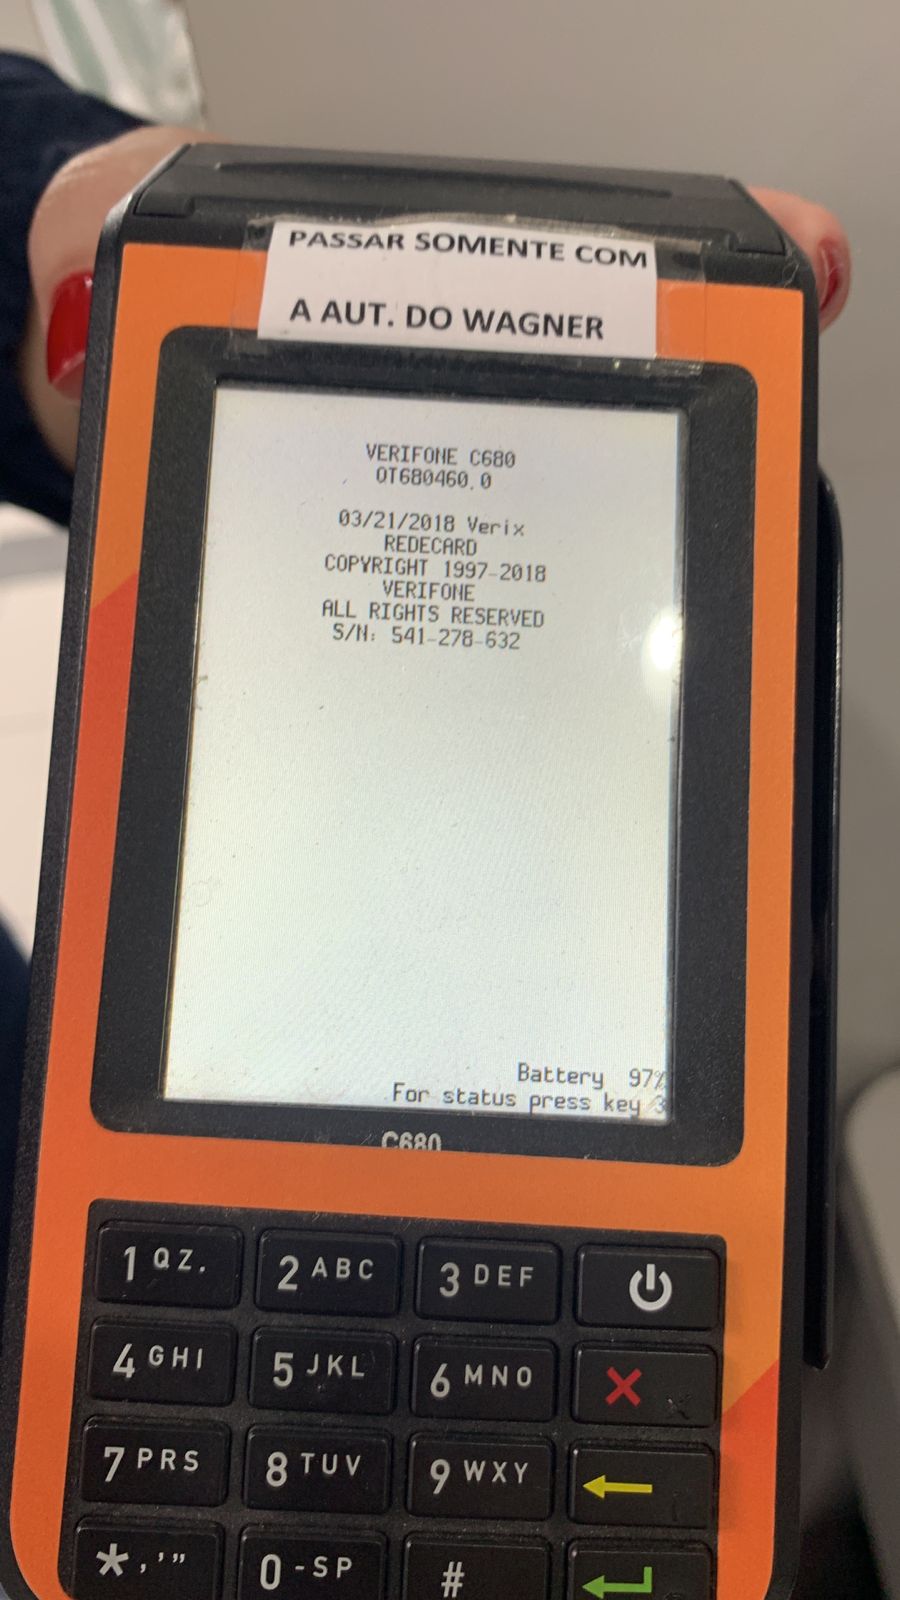 PASSAR SOMENTE COM
A AUT. DO WAGNER
VERIFONE C680
OT680460.0
03/21/2018 Verix
REDECARD
COPYRIGHT 1997-2018
VERIFONE
ALL RIGHTS RESERVED
S/N: 541-278-632
Battery 97%
For status press key 3
C680
1 QZ. 2 ABC 3 DEF
4 GHI 5 JKL 6 MNO
7 PRS 8 TUV 9 WXY
* ,'" 0 -SP #